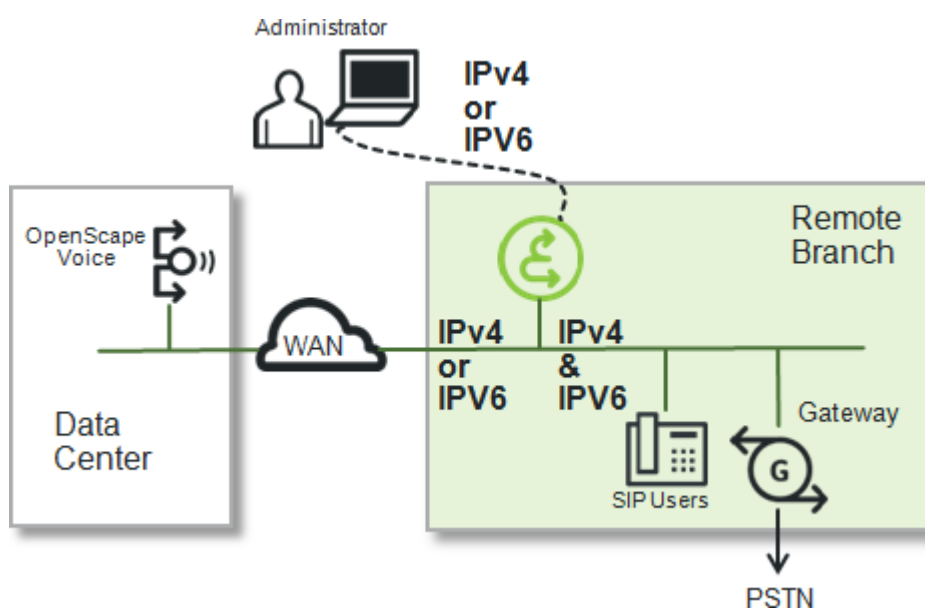 Administrator
IPv4
or
IPV6
OpenScape
Voice
Remote
Branch
WAN
IPv4
or
IPV6
IPv4
&
IPV6
Data
Center
Gateway
G
SIP Users
PSTN